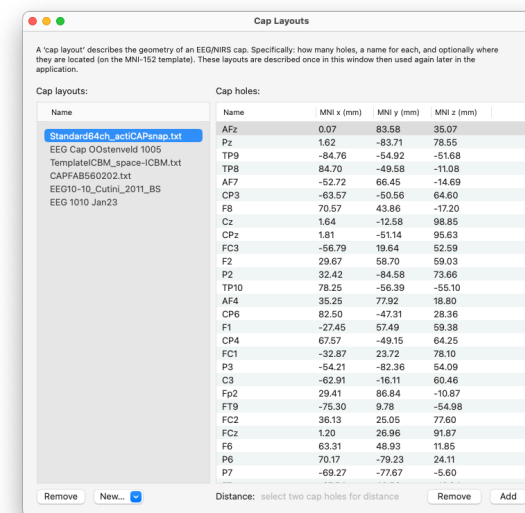 Cap Layouts
A 'cap layout' describes the geometry of an EEG/NIRS cap. Specifically: how many holes, a name for each, and optionally where
they are located (on the MNI-152 template). These layouts are described once in this window then used again later in the
application.
Cap layouts:
Name
Standard64ch_actiCAPsnap.txt
EEG Cap OOstenveld 1005
TemplateICBM_space-ICBM.txt
CAPFAB560202.txt
EEG10-10_Cutini_2011_BS
EEG 1010 Jan23
Cap holes:
Name MNI x (mm) MNI y (mm) MNI z (mm)
AFz 0.07 83.58 35.07
Pz 1.62 -83.71 78.55
TP9 -84.76 -54.92 -51.68
TP8 84.70 -49.58 -11.08
AF7 -52.72 66.45 -14.69
CP3 -63.57 -50.56 64.60
F8 70.57 43.86 -17.20
Cz 1.64 -12.58 98.85
CPz 1.81 -51.14 95.63
FC3 -56.79 19.64 52.59
F2 29.67 58.70 59.03
P2 32.42 -84.58 73.66
TP10 78.25 -56.39 -55.10
AF4 35.25 77.92 18.80
CP6 82.50 -47.31 28.36
F1 -27.45 57.49 59.38
CP4 67.57 -49.15 64.25
FC1 -32.87 23.72 78.10
P3 -54.21 -82.36 54.09
C3 -62.91 -16.11 60.46
Fp2 29.41 86.84 -10.87
FT9 -75.30 9.78 -54.98
FC2 36.13 25.05 77.60
FCz 1.20 26.96 91.87
F6 63.31 48.93 11.85
P6 70.17 -79.23 24.11
P7 -69.27 -77.67 -5.60
Remove New...
Distance: select two cap holes for distance Remove Add